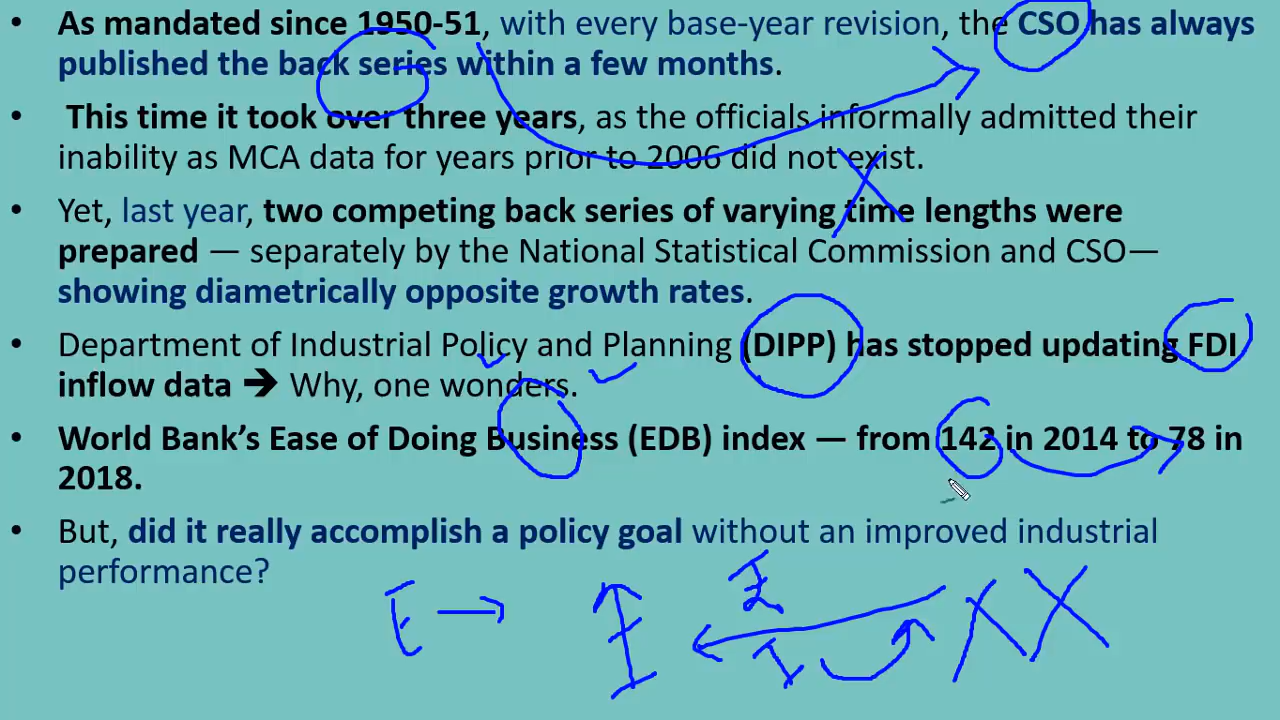 • As mandated since 1950-51, with every base-year revision, the CSO has always
published the back series within a few months.
• This time it took over three years, as the officials informally admitted their
inability as MCA data for years prior to 2006 did not exist.
• Yet, last year, two competing back series of varying time lengths were
prepared — separately by the National Statistical Commission and CSO—
showing diametrically opposite growth rates.
• Department of Industrial Policy and Planning (DIPP) has stopped updating FDI
inflow data ➔ Why, one wonders.
• World Bank’s Ease of Doing Business (EDB) index — from 142 in 2014 to 78 in
2018.
• But, did it really accomplish a policy goal without an improved industrial
performance?